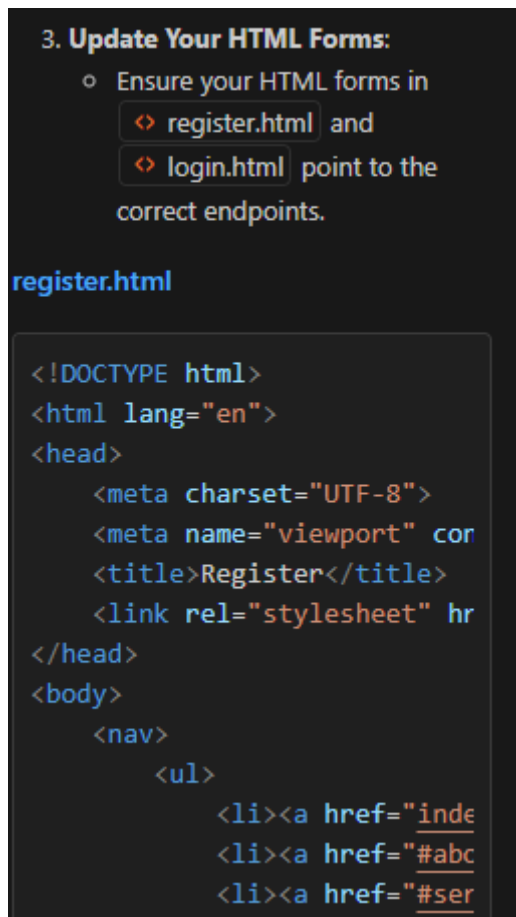 3. Update Your HTML Forms:
○ Ensure your HTML forms in
<> register.html and
<> login.html point to the
correct endpoints.
register.html
<!DOCTYPE html>
<html lang="en">
<head>
    <meta charset="UTF-8">
    <meta name="viewport" con
    <title>Register</title>
    <link rel="stylesheet" hr
</head>
<body>
    <nav>
        <ul>
            <li><a href="inde
            <li><a href="#abo
            <li><a href="#ser